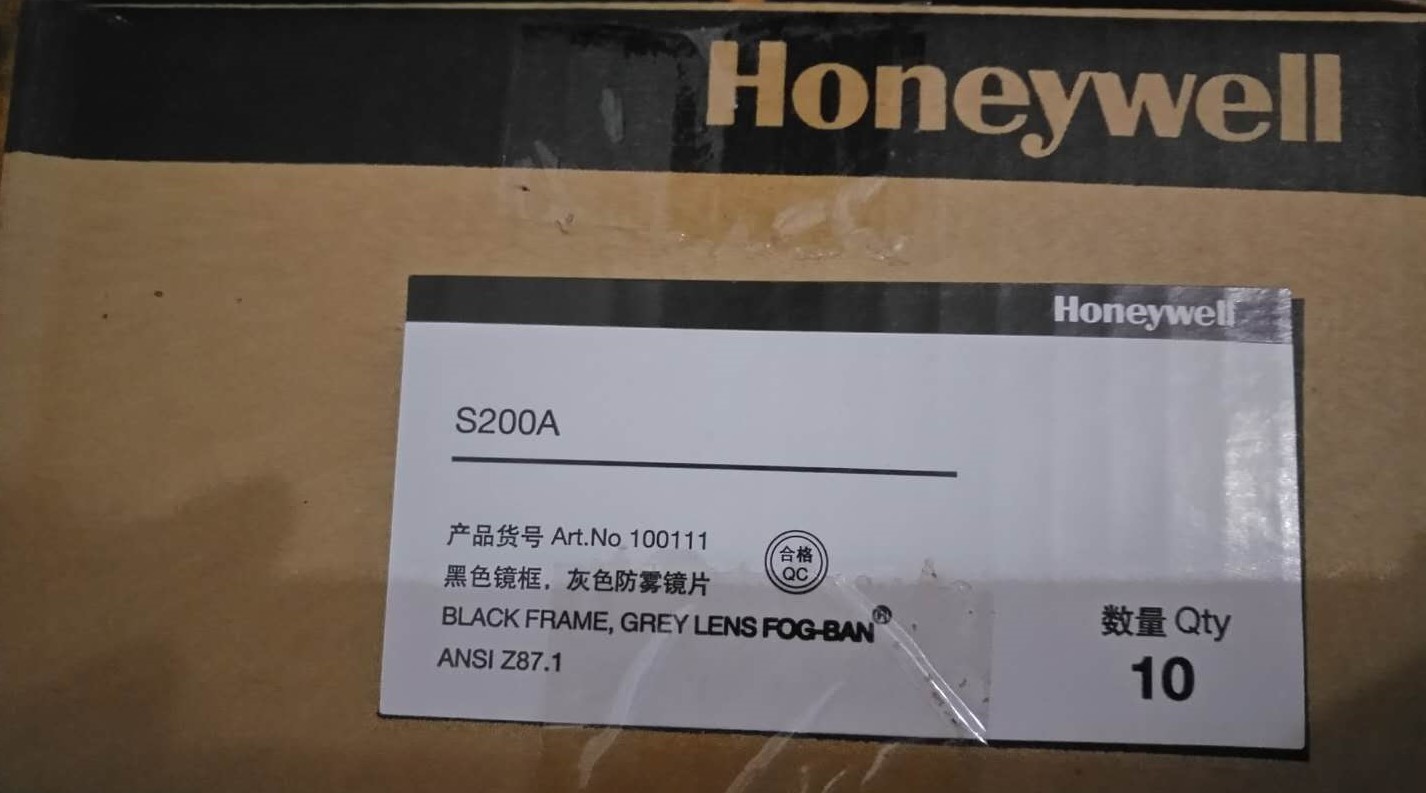 Honeywell
Honeywell
S200A
产品货号 Art.No 100111
合格
QC
黑色镜框，灰色防雾镜片
BLACK FRAME, GREY LENS FOG-BAN®
ANSI Z87.1
数量 Qty
10